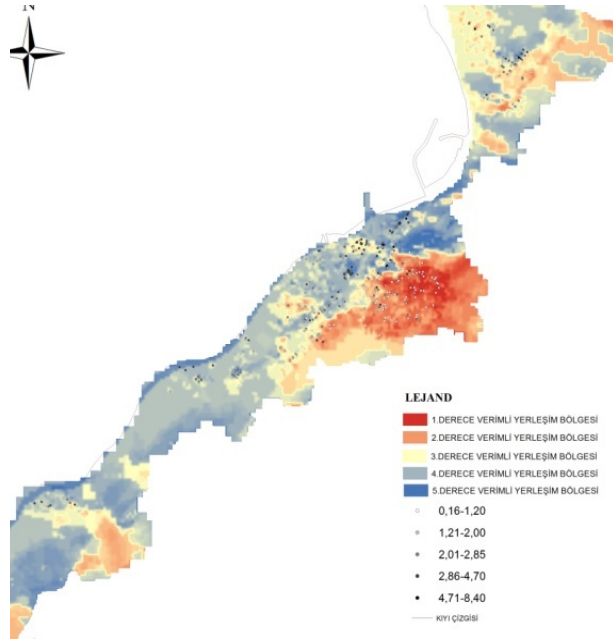 N
LEJAND
1.DERECE VERİMLİ YERLEŞİM BÖLGESİ
2.DERECE VERİMLİ YERLEŞİM BÖLGESİ
3.DERECE VERİMLİ YERLEŞİM BÖLGESİ
4.DERECE VERİMLİ YERLEŞİM BÖLGESİ
5.DERECE VERİMLİ YERLEŞİM BÖLGESİ
0,16-1,20
1,21-2,00
2,01-2,85
2,86-4,70
4,71-8,40
KIYI ÇİZGİSİ